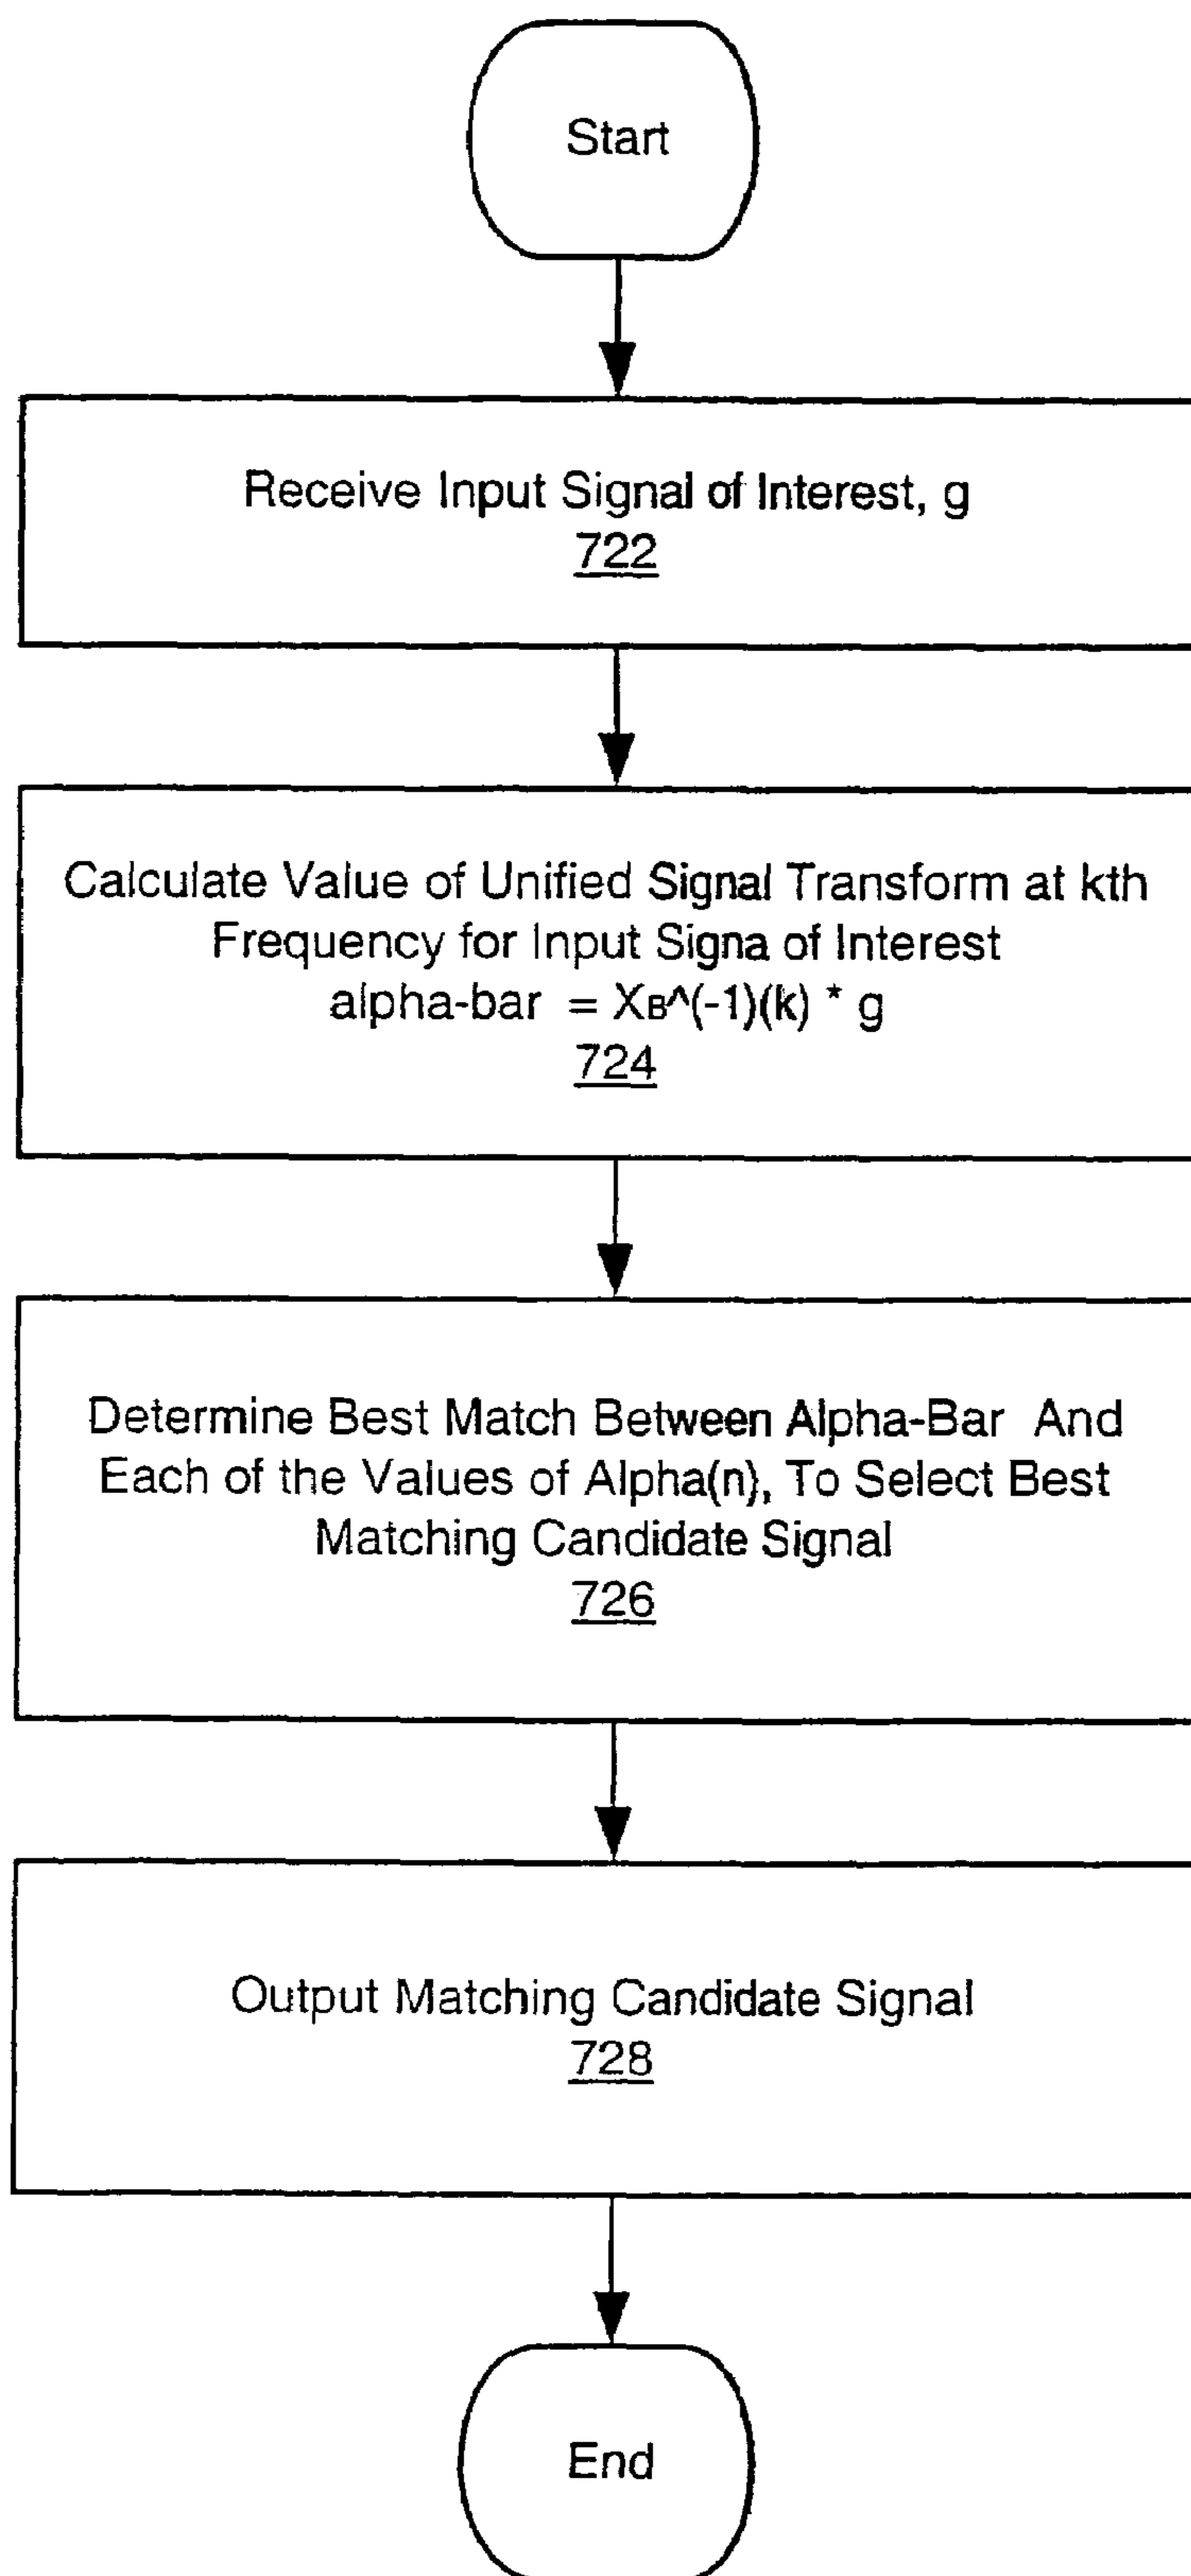 Start
Receive Input Signal of Interest, g
722
Calculate Value of Unified Signal Transform at kth
Frequency for Input Signa of Interest
alpha-bar = XB^(-1)(k) * g
724
Determine Best Match Between Alpha-Bar And
Each of the Values of Alpha(n), To Select Best
Matching Candidate Signal
726
Output Matching Candidate Signal
728
End